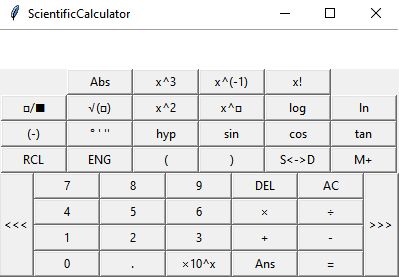 ScientificCalculator
Abs x^3 x^(-1) x!
¤/■ √(¤) x^2 x^¤ log ln
(-) ° ' '' hyp sin cos tan
RCL ENG ( ) S<->D M+
<<< 7 8 9 DEL AC >>>
4 5 6 × ÷
1 2 3 + -
0 . ×10^x Ans =